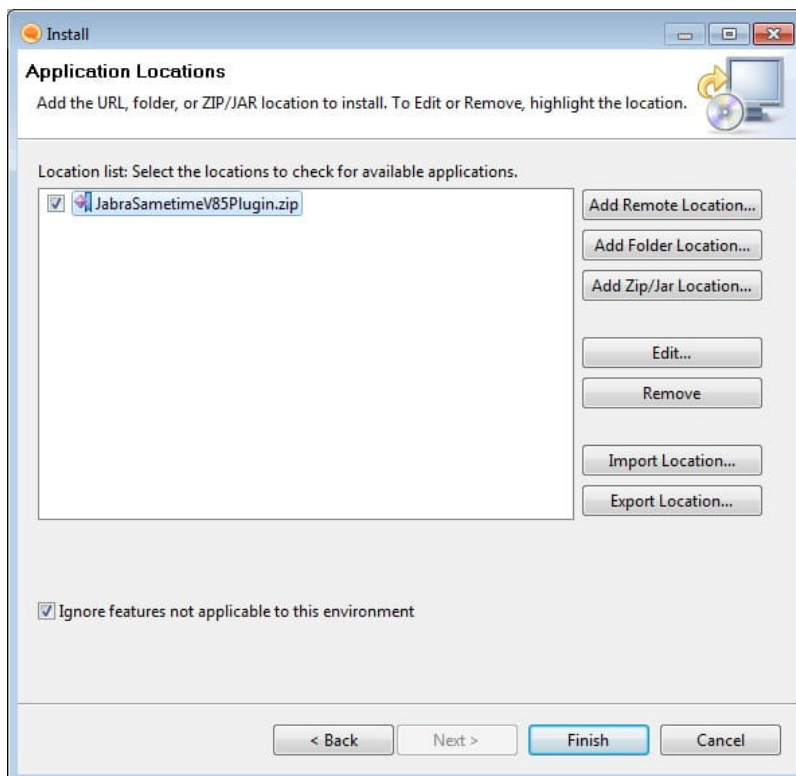 Install
Application Locations
Add the URL, folder, or ZIP/JAR location to install. To Edit or Remove, highlight the location.
Location list: Select the locations to check for available applications.
JabraSametimeV85Plugin.zip
Add Remote Location...
Add Folder Location...
Add Zip/Jar Location...
Edit...
Remove
Import Location...
Export Location...
Ignore features not applicable to this environment
< Back Next > Finish Cancel